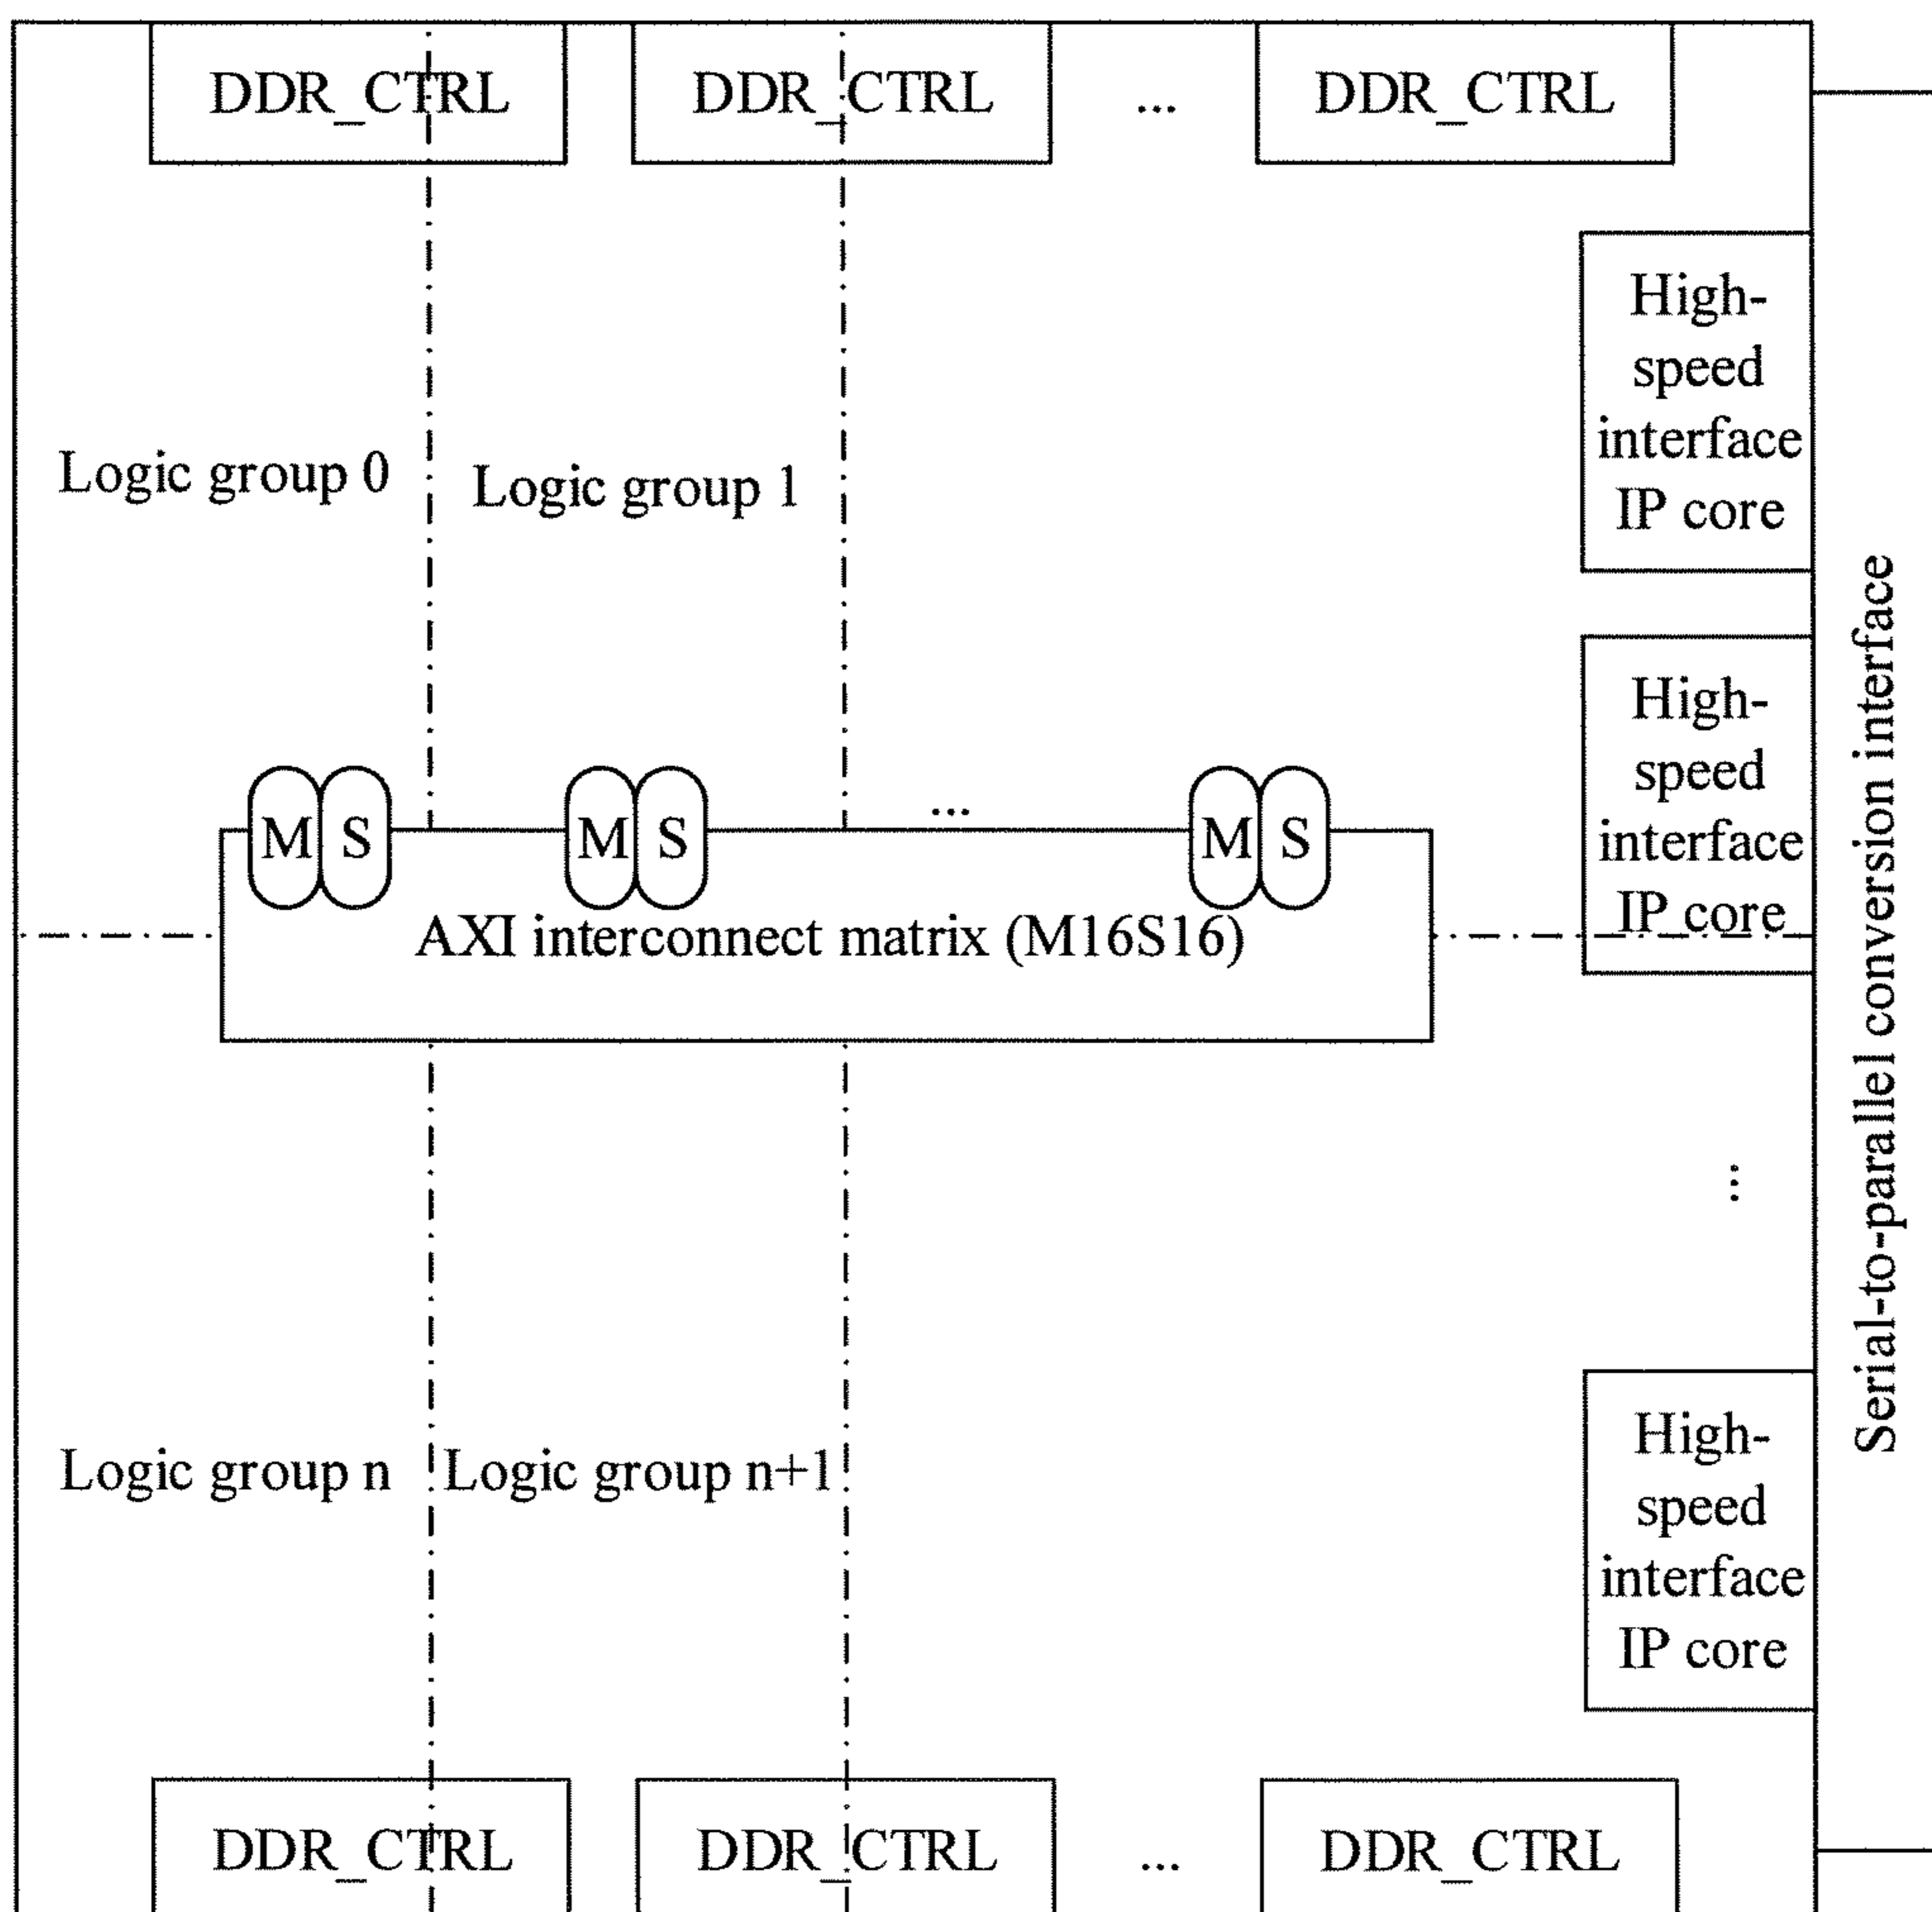 DDR_CTRL DDR_CTRL ... DDR_CTRL
High-
speed
interface
IP core
Logic group 0 Logic group 1
High-
speed
interface
IP core
...
M S M S M S
AXI interconnect matrix (M16S16)
Serial-to-parallel conversion interface
...
Logic group n Logic group n+1
High-
speed
interface
IP core
DDR_CTRL DDR_CTRL ... DDR_CTRL